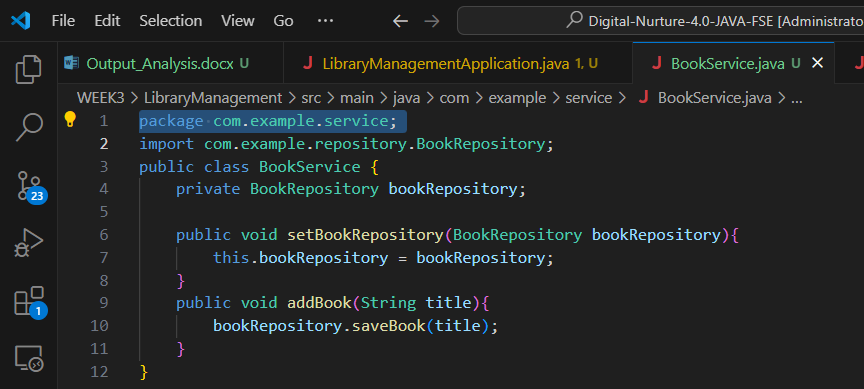 File Edit Selection View Go ··· Digital-Nurture-4.0-JAVA-FSE [Administrato
Output_Analysis.docx U J LibraryManagementApplication.java 1, U J BookService.java U × J
WEEK3 > LibraryManagement > src > main > java > com > example > service > J BookService.java > ...
1 package com.example.service;
2 import com.example.repository.BookRepository;
3 public class BookService {
4 private BookRepository bookRepository;
5
6 public void setBookRepository(BookRepository bookRepository){
7 this.bookRepository = bookRepository;
8 }
9 public void addBook(String title){
10 bookRepository.saveBook(title);
11 }
12 }
23
1